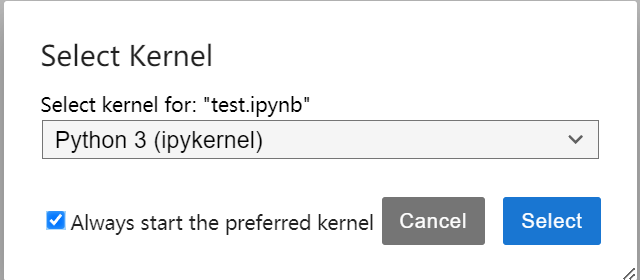 Select Kernel
Select kernel for: "test.ipynb"
Python 3 (ipykernel)
Always start the preferred kernel Cancel Select